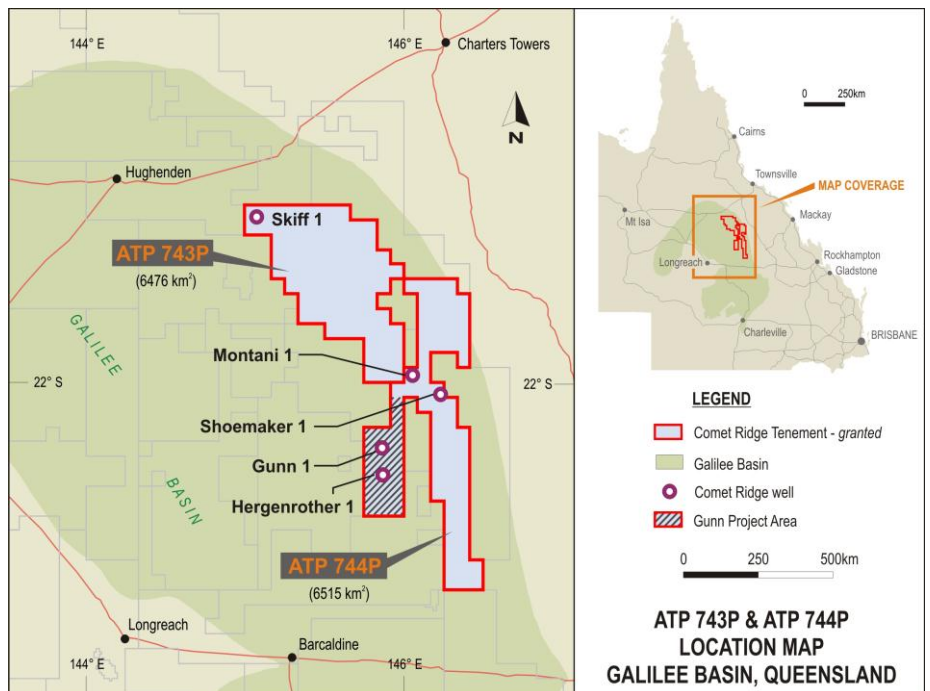 144° E
146° E
Charters Towers
N
Hughenden
Skiff 1
ATP 743P
(6476 km²)
GALILEE
BASIN
Montani 1
22° S
22° S
Shoemaker 1
Gunn 1
Hergenrother 1
ATP 744P
(6515 km²)
Longreach
Barcaldine
144° E
146° E
0 250km
Cairns
Townsville
MAP COVERAGE
Mt Isa
Mackay
Longreach
Rockhampton
Gladstone
Charleville
BRISBANE
LEGEND
Comet Ridge Tenement - granted
Galilee Basin
Comet Ridge well
Gunn Project Area
0 250 500km
ATP 743P & ATP 744P
LOCATION MAP
GALILEE BASIN, QUEENSLAND